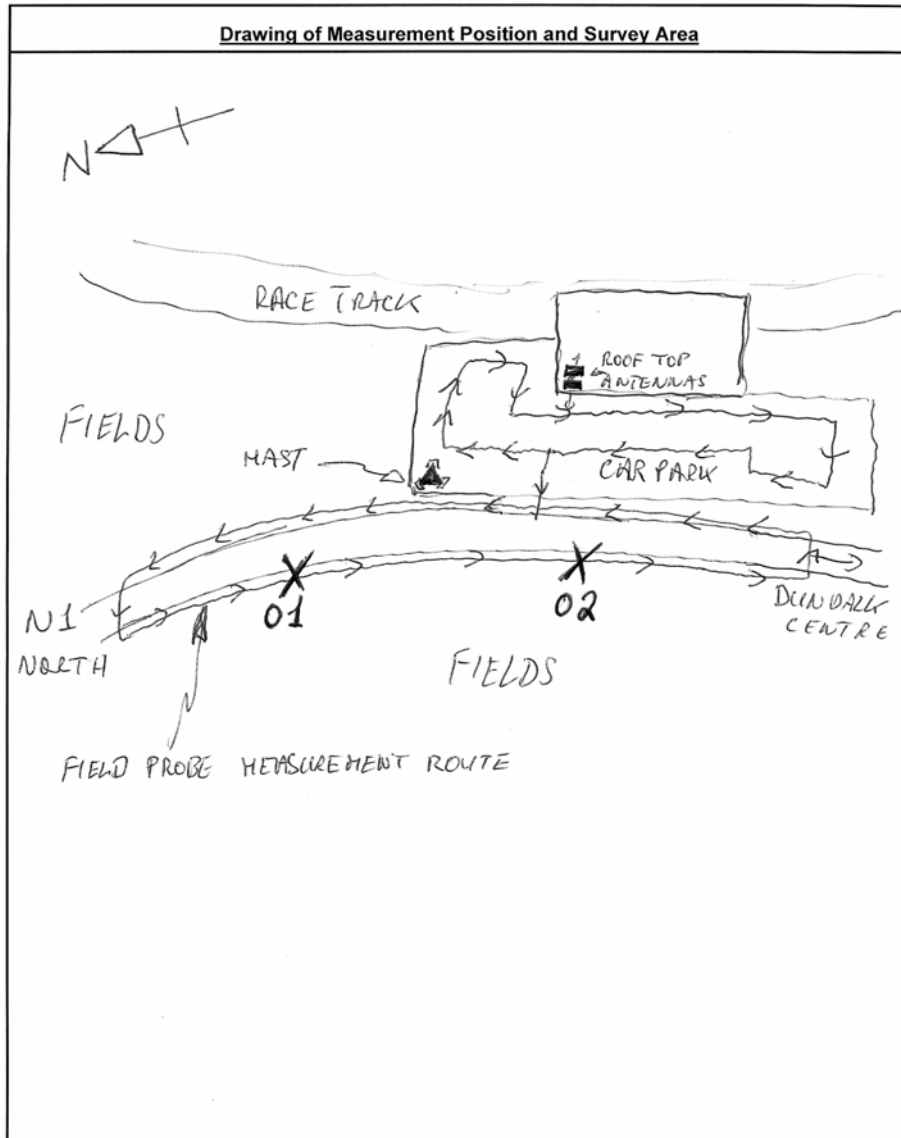 Drawing of Measurement Position and Survey Area
N
RACE TRACK
ROOF TOP
ANTENNAS
FIELDS
MAST
CAR PARK
01
02
N1
NORTH
DUNDALK
CENTRE
FIELDS
FIELD PROBE MEASUREMENT ROUTE